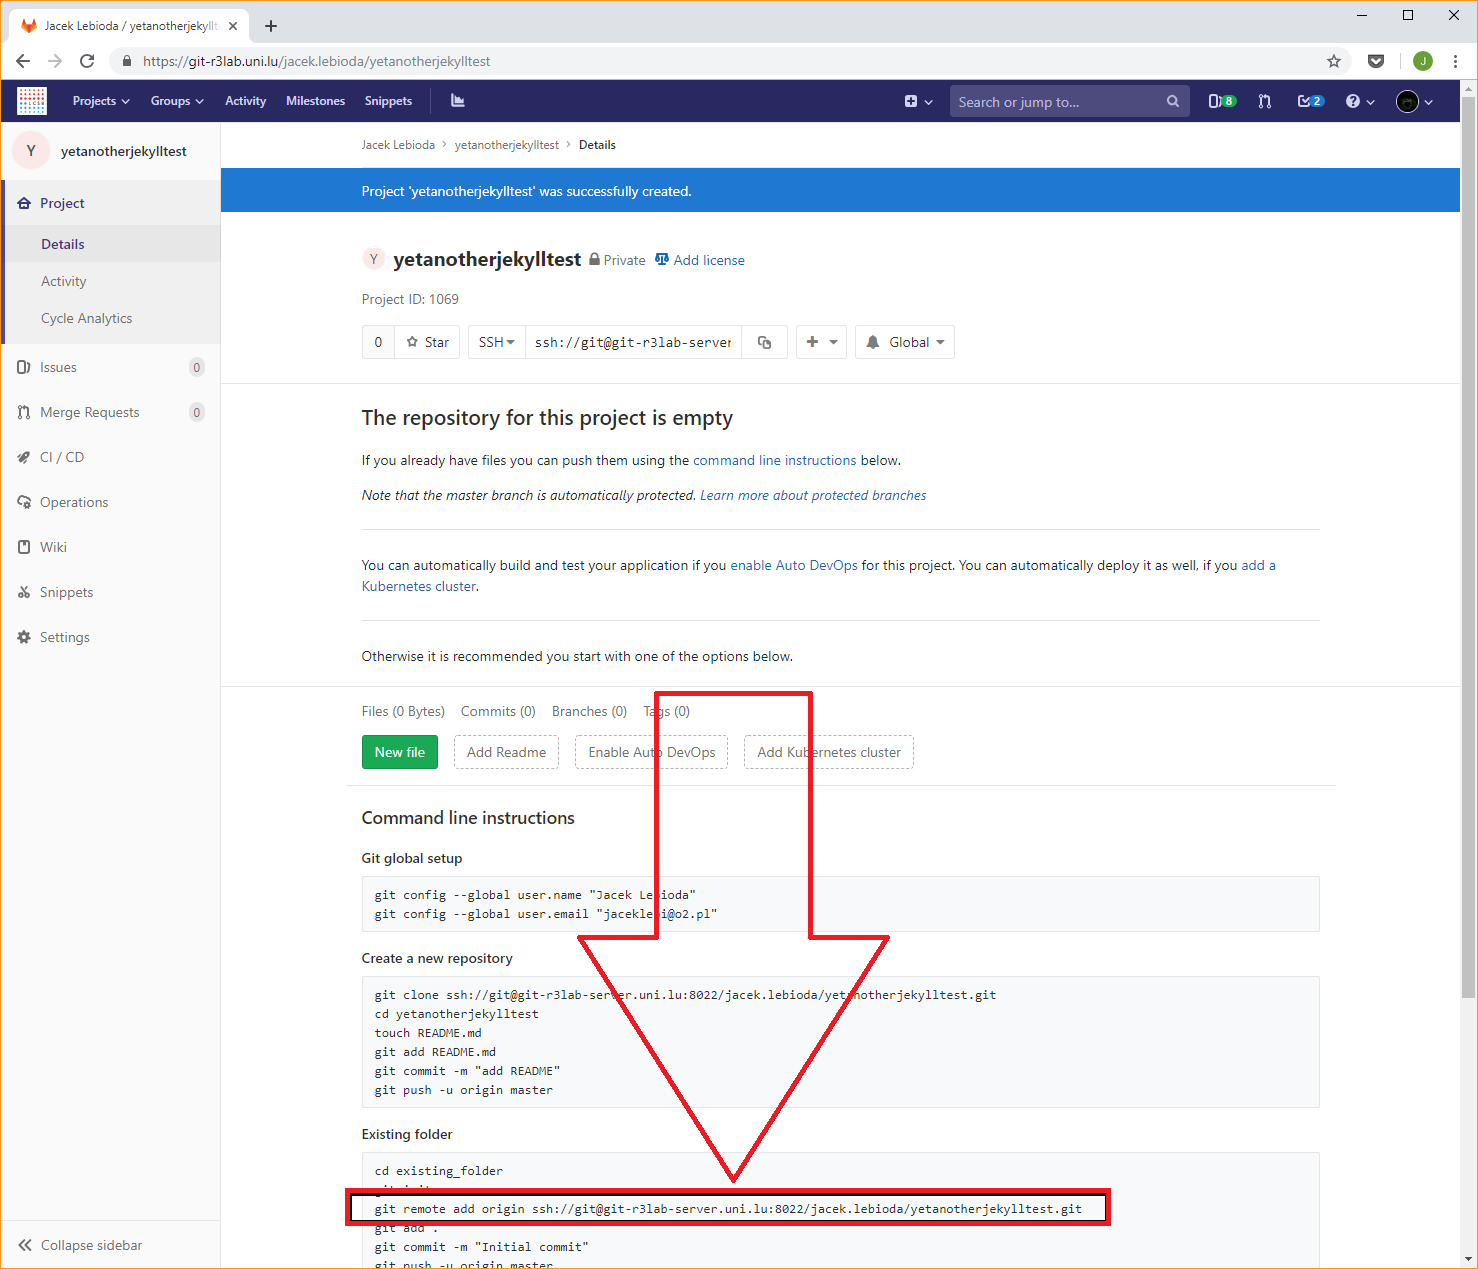 Jacek Lebioda / yetanotherjekyllt
https://git-r3lab.uni.lu/jacek.lebioda/yetanotherjekylltest
J
Projects Groups Activity Milestones Snippets Search or jump to... 8 2
Y yetanotherjekylltest
Project
Details
Activity
Cycle Analytics
Issues 0
Merge Requests 0
CI / CD
Operations
Wiki
Snippets
Settings
Collapse sidebar
Jacek Lebioda > yetanotherjekylltest > Details
Project 'yetanotherjekylltest' was successfully created.
Y yetanotherjekylltest Private Add license
Project ID: 1069
0 Star SSH ssh://git@git-r3lab-server Global
The repository for this project is empty
If you already have files you can push them using the command line instructions below.
Note that the master branch is automatically protected. Learn more about protected branches
You can automatically build and test your application if you enable Auto DevOps for this project. You can automatically deploy it as well, if you add a
Kubernetes cluster.
Otherwise it is recommended you start with one of the options below.
Files (0 Bytes) Commits (0) Branches (0) Tags (0)
New file Add Readme Enable Auto DevOps Add Kubernetes cluster
Command line instructions
Git global setup
git config --global user.name "Jacek Lebioda"
git config --global user.email "jaceklebi@o2.pl"
Create a new repository
git clone ssh://git@git-r3lab-server.uni.lu:8022/jacek.lebioda/yetanotherjekylltest.git
cd yetanotherjekylltest
touch README.md
git add README.md
git commit -m "add README"
git push -u origin master
Existing folder
cd existing_folder
git remote add origin ssh://git@git-r3lab-server.uni.lu:8022/jacek.lebioda/yetanotherjekylltest.git
git add .
git commit -m "Initial commit"
git push -u origin master